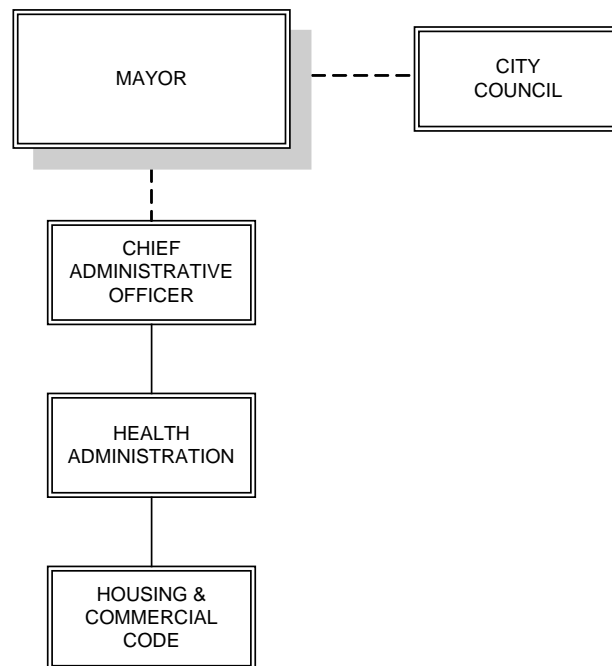 MAYOR
CITY
COUNCIL
CHIEF
ADMINISTRATIVE
OFFICER
HEALTH
ADMINISTRATION
HOUSING &
COMMERCIAL
CODE